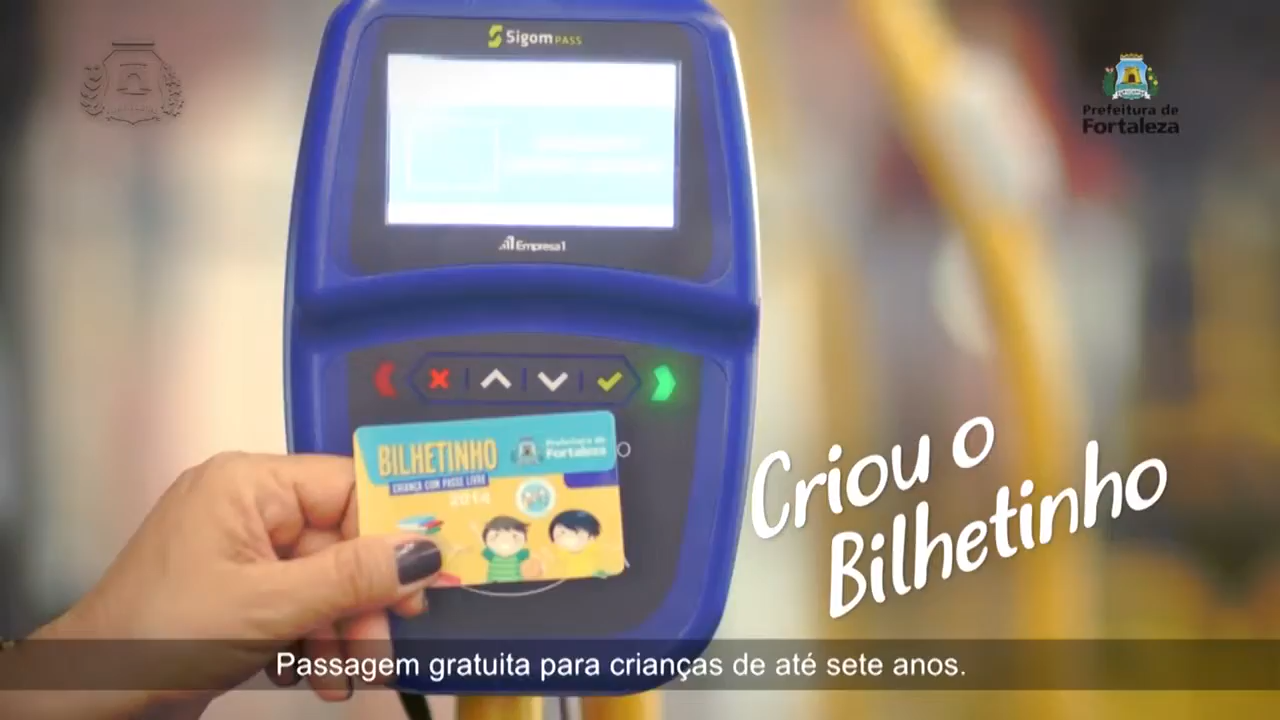 Sigom PASS
Prefeitura de
Fortaleza
Empresa1
BILHETINHO
Prefeitura de
Fortaleza
CRIANÇA COM PASSE LIVRE
2014
Criou o
Bilhetinho
Passagem gratuita para crianças de até sete anos.